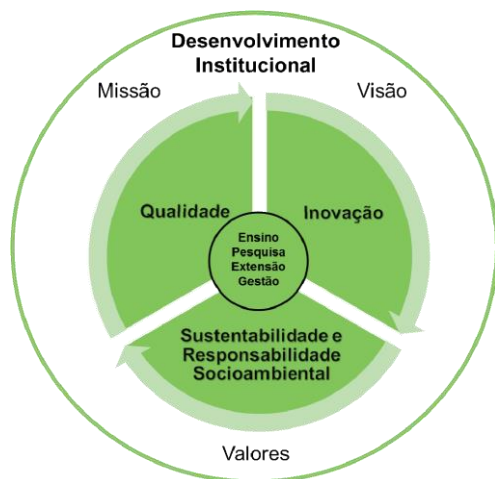 Desenvolvimento
Institucional
Missão
Visão
Qualidade
Inovação
Ensino
Pesquisa
Extensão
Gestão
Sustentabilidade e
Responsabilidade
Socioambiental
Valores